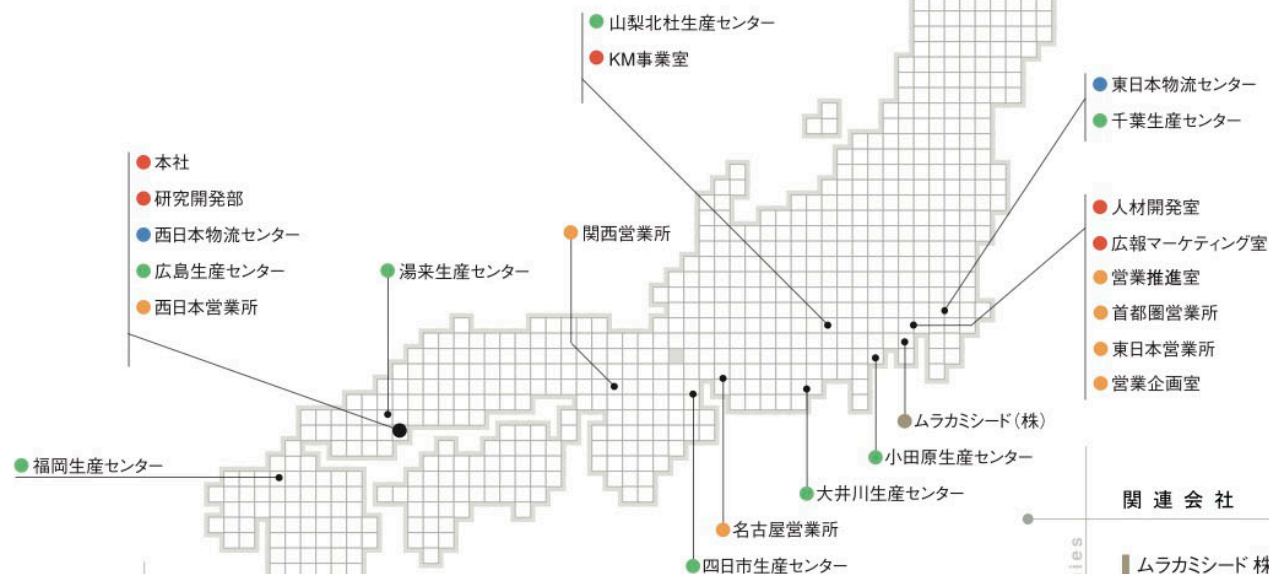 山梨北杜生産センター
KM事業室
東日本物流センター
千葉生産センター
本社
研究開発部
西日本物流センター
広島生産センター
西日本営業所
人材開発室
広報マーケティング室
営業推進室
首都圏営業所
東日本営業所
営業企画室
関西営業所
湯来生産センター
ムラカミシード(株)
小田原生産センター
福岡生産センター
大井川生産センター
名古屋営業所
四日市生産センター
関連会社
ies
ムラカミシード 株